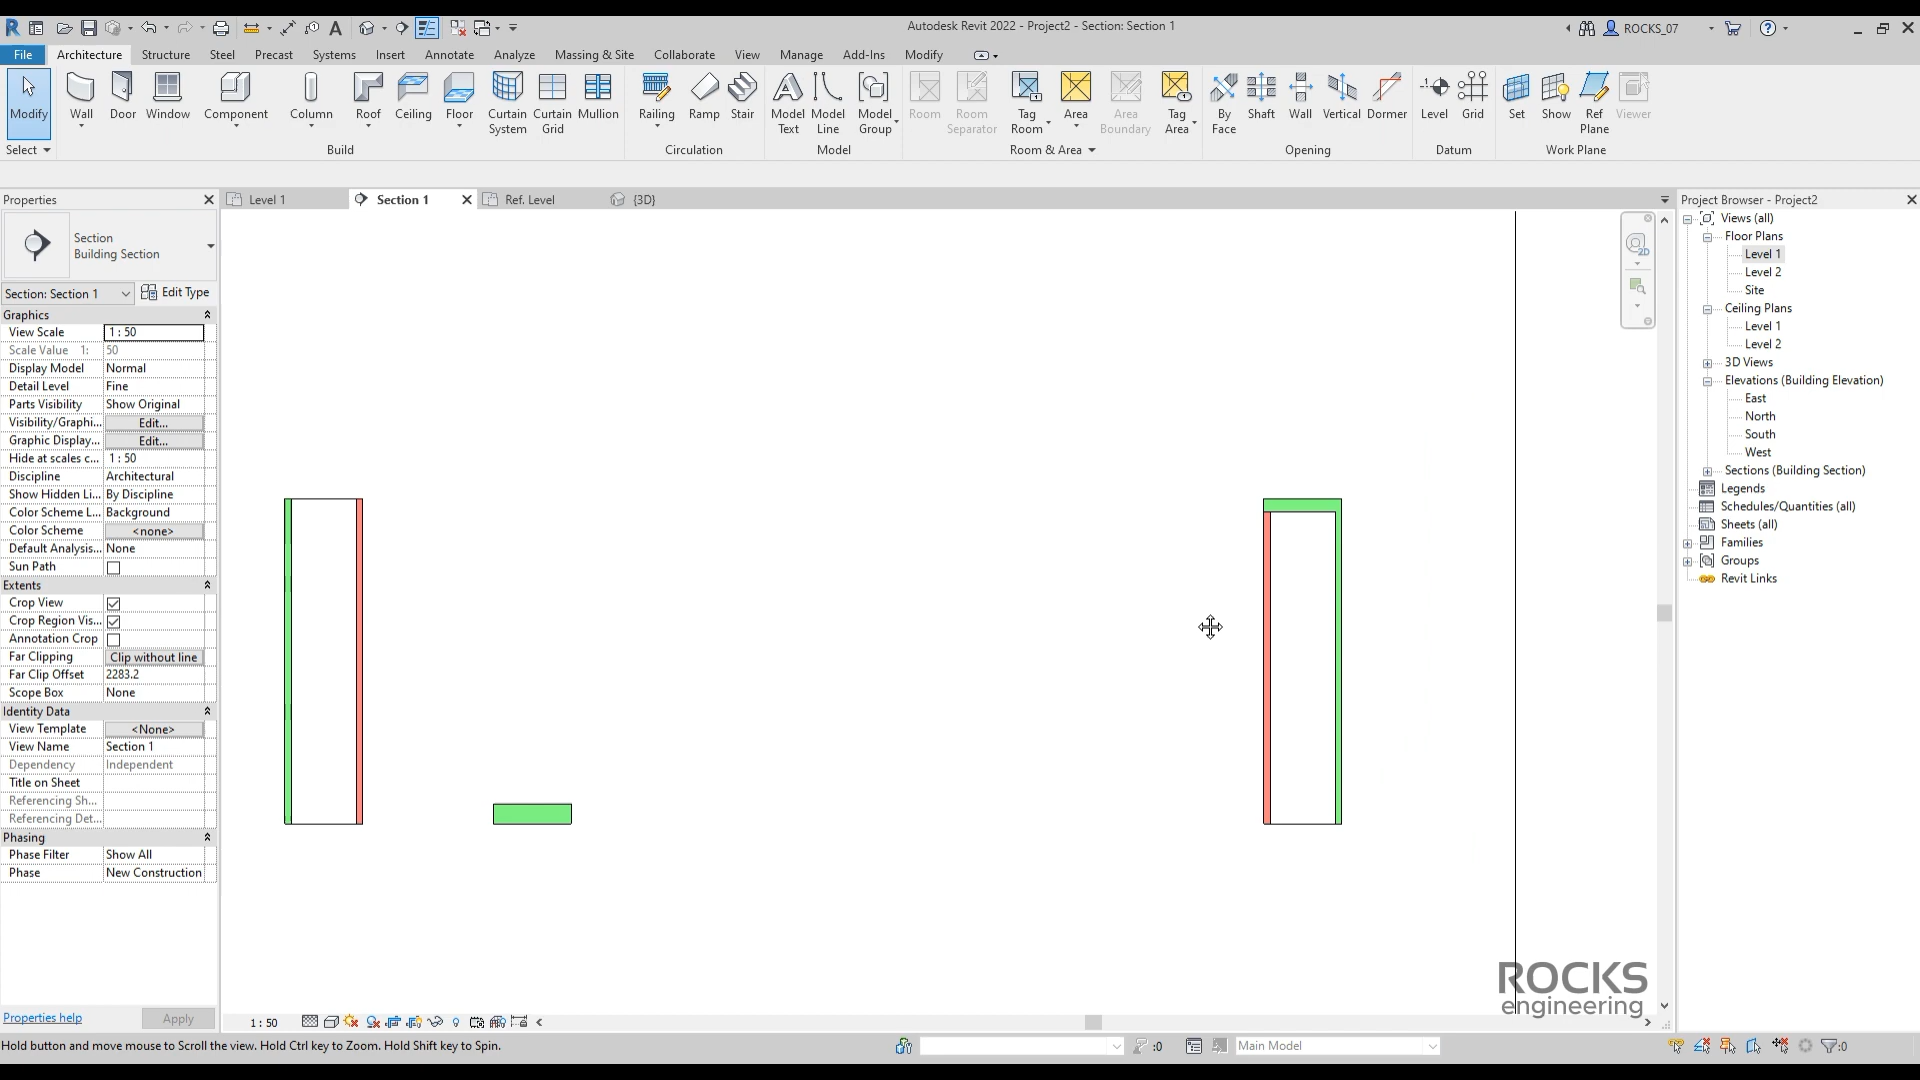 Autodesk Revit 2022 - Project2 - Section: Section 1
ROCKS_07
File Architecture Structure Steel Precast Systems Insert Annotate Analyze Massing & Site Collaborate View Manage Add-Ins Modify
Modify Wall Door Window Component Column Roof Ceiling Floor Curtain System Curtain Grid Mullion Railing Ramp Stair Model Text Model Line Model Group Room Room Separator Tag Room Area Area Boundary Tag Area By Face Shaft Wall Vertical Dormer Level Grid Set Show Ref Plane Viewer
Select Build Circulation Model Room & Area Opening Datum Work Plane
Properties
Section
Building Section
Section: Section 1 Edit Type
Graphics
View Scale 1 : 50
Scale Value 1: 50
Display Model Normal
Detail Level Fine
Parts Visibility Show Original
Visibility/Graphi... Edit...
Graphic Display... Edit...
Hide at scales c... 1 : 50
Discipline Architectural
Show Hidden Li... By Discipline
Color Scheme L... Background
Color Scheme <none>
Default Analysis... None
Sun Path
Extents
Crop View
Crop Region Vis...
Annotation Crop
Far Clipping Clip without line
Far Clip Offset 2283.2
Scope Box None
Identity Data
View Template <None>
View Name Section 1
Dependency Independent
Title on Sheet
Referencing Sh...
Referencing Det...
Phasing
Phase Filter Show All
Phase New Construction
Properties help Apply
Level 1 Section 1 Ref. Level {3D}
2D
ROCKS
engineering
1 : 50
Project Browser - Project2
Views (all)
Floor Plans
Level 1
Level 2
Site
Ceiling Plans
Level 1
Level 2
3D Views
Elevations (Building Elevation)
East
North
South
West
Sections (Building Section)
Legends
Schedules/Quantities (all)
Sheets (all)
Families
Groups
Revit Links
Hold button and move mouse to Scroll the view. Hold Ctrl key to Zoom. Hold Shift key to Spin. :0 Main Model :0